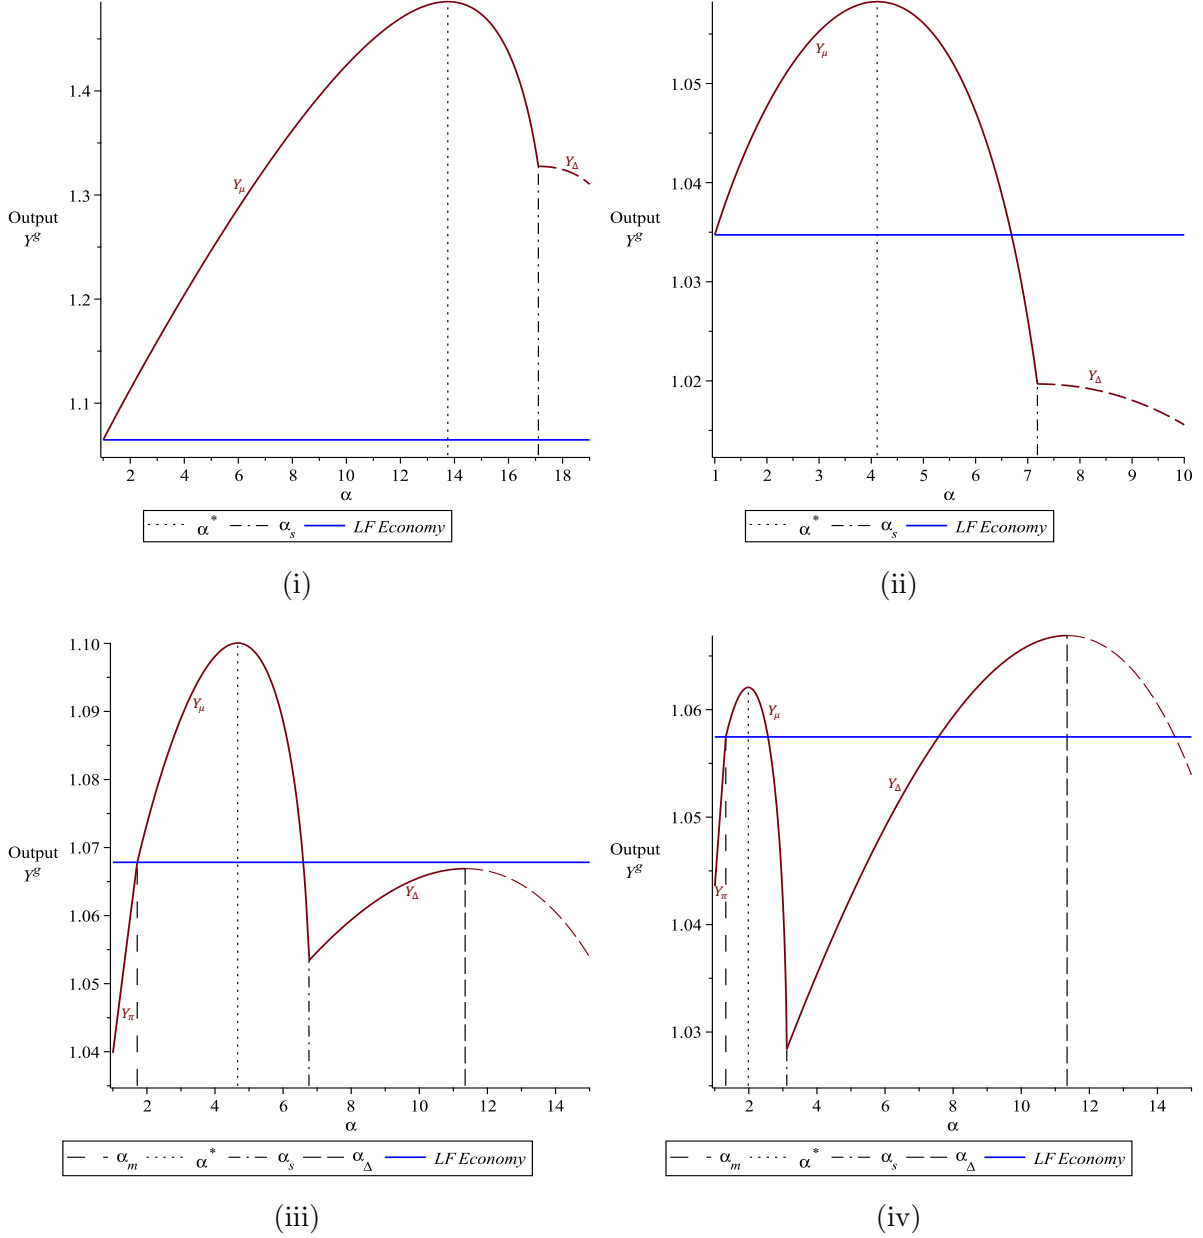 1.4
1.3
1.2
1.1
Output
Y^g
Y_μ
Y_Δ
2 4 6 8 10 12 14 16 18
α
α^* α_s LF Economy
(i)
1.05
1.04
1.03
1.02
Output
Y^g
Y_μ
Y_Δ
1 2 3 4 5 6 7 8 9 10
α
α^* α_s LF Economy
(ii)
1.10
1.09
1.08
1.07
1.06
1.05
1.04
Output
Y^g
Y_μ
Y_Δ
Y_π
2 4 6 8 10 12 14
α
α_m α^* α_s α_Δ LF Economy
(iii)
1.06
1.05
1.04
1.03
Output
Y^g
Y_μ
Y_Δ
Y_π
2 4 6 8 10 12 14
α
α_m α^* α_s α_Δ LF Economy
(iv)